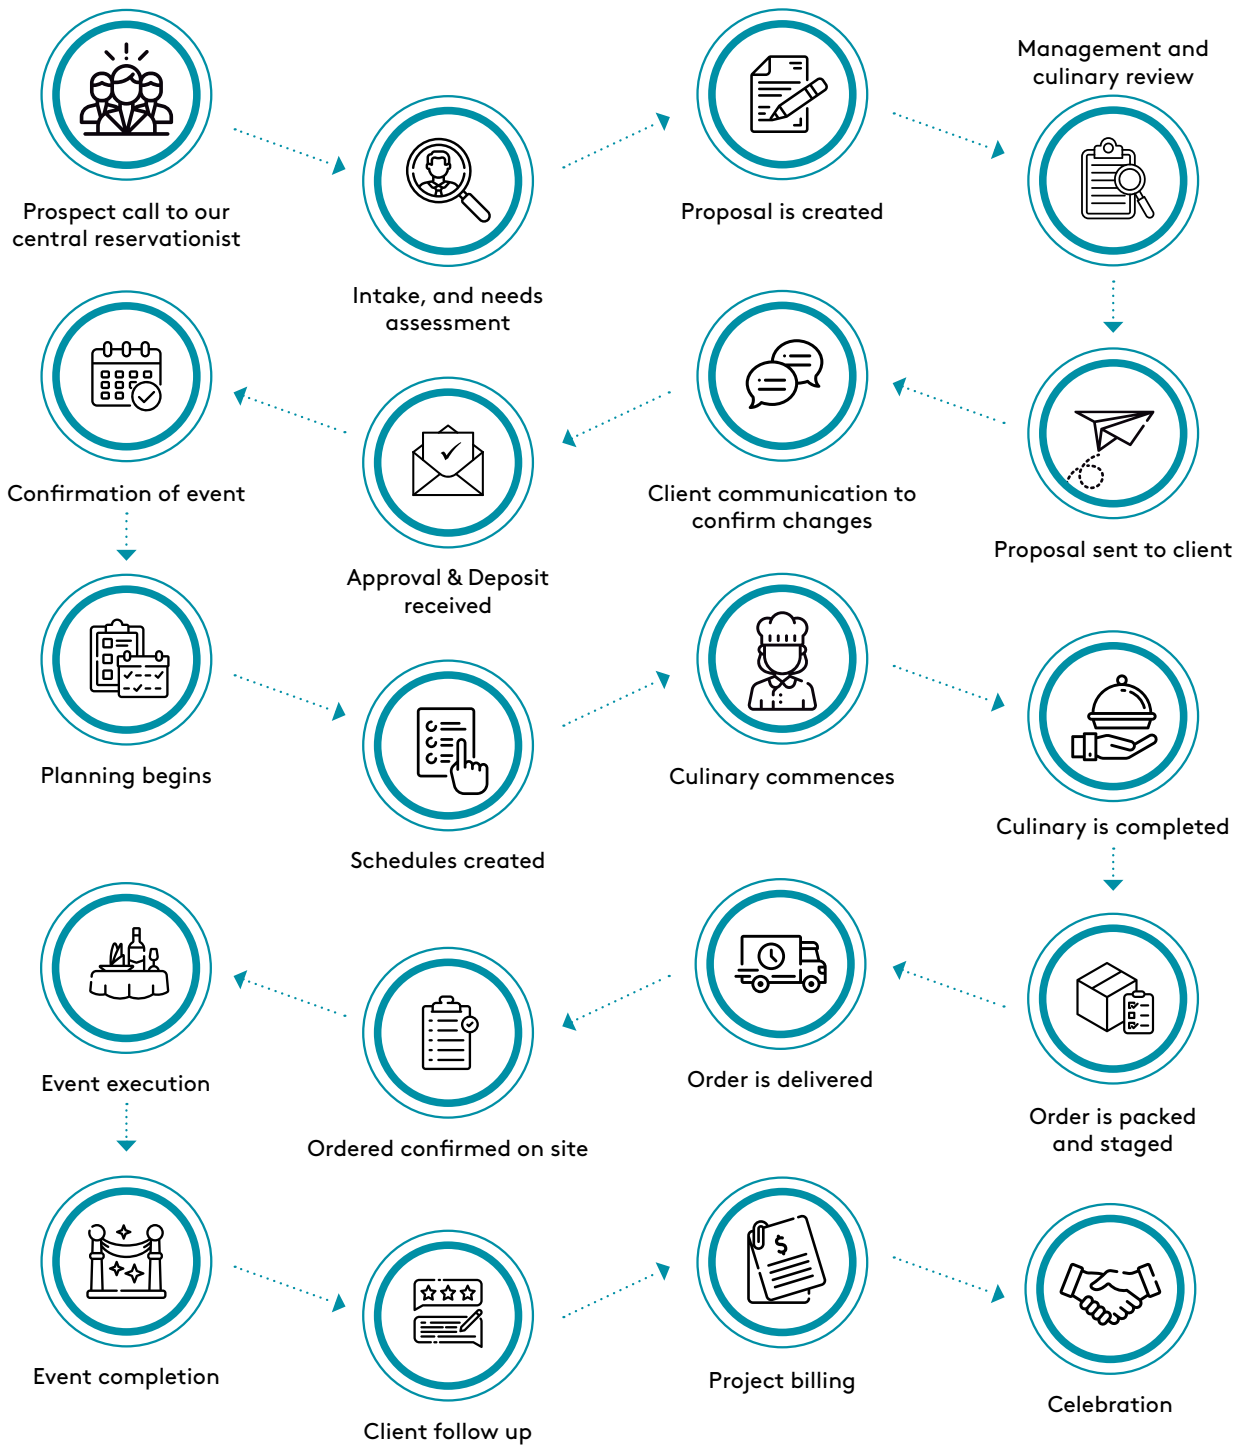 Prospect call to our
central reservationist
Intake, and needs
assessment
Proposal is created
Management and
culinary review
Proposal sent to client
Client communication to
confirm changes
Approval & Deposit
received
Confirmation of event
Planning begins
Schedules created
Culinary commences
Culinary is completed
Order is packed
and staged
Order is delivered
Ordered confirmed on site
Event execution
Event completion
Client follow up
$
Project billing
Celebration